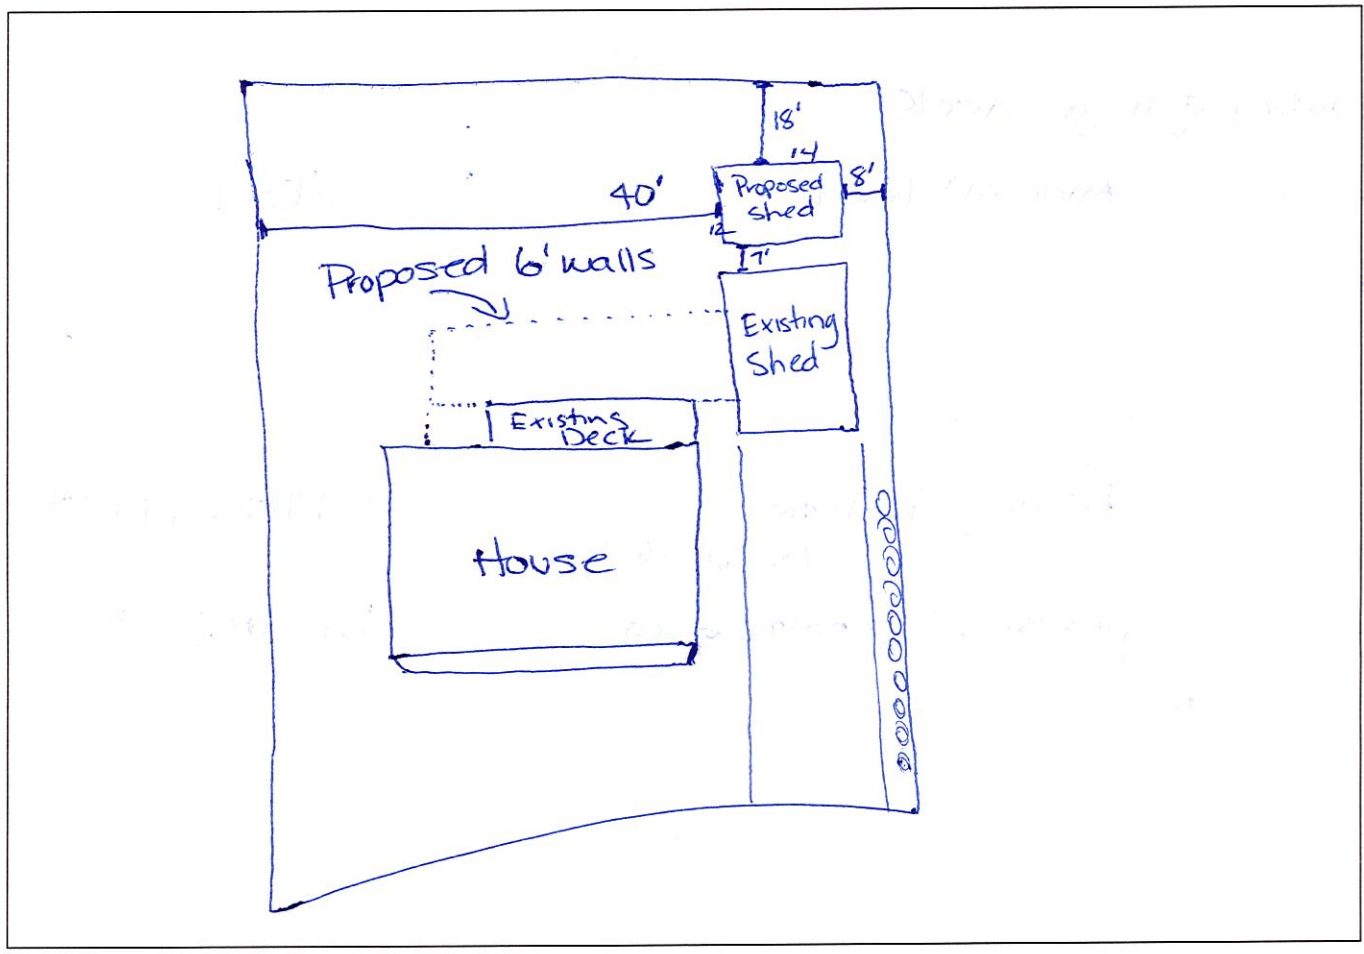 18'
14
Proposed
Shed
8'
40'
12
7'
Proposed 6' walls
Existing
Shed
Existing
Deck
House